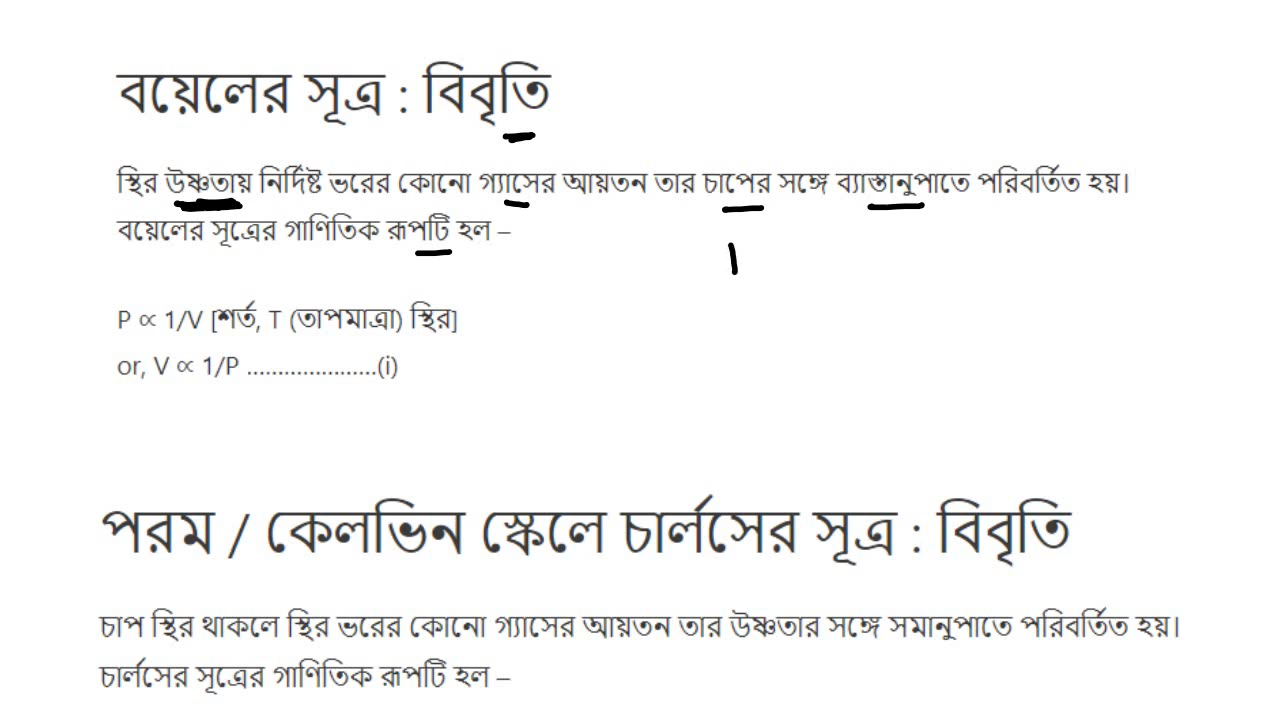 বয়েলের সূত্র : বিবৃতি
স্থির উষ্ণতায় নির্দিষ্ট ভরের কোনো গ্যাসের আয়তন তার চাপের সঙ্গে ব্যাস্তানুপাতে পরিবর্তিত হয়।
বয়েলের সূত্রের গাণিতিক রূপটি হল –
P ∝ 1/V [শর্ত, T (তাপমাত্রা) স্থির]
or, V ∝ 1/P .....................(i)
পরম / কেলভিন স্কেলে চার্লসের সূত্র : বিবৃতি
চাপ স্থির থাকলে স্থির ভরের কোনো গ্যাসের আয়তন তার উষ্ণতার সঙ্গে সমানুপাতে পরিবর্তিত হয়।
চার্লসের সূত্রের গাণিতিক রূপটি হল –